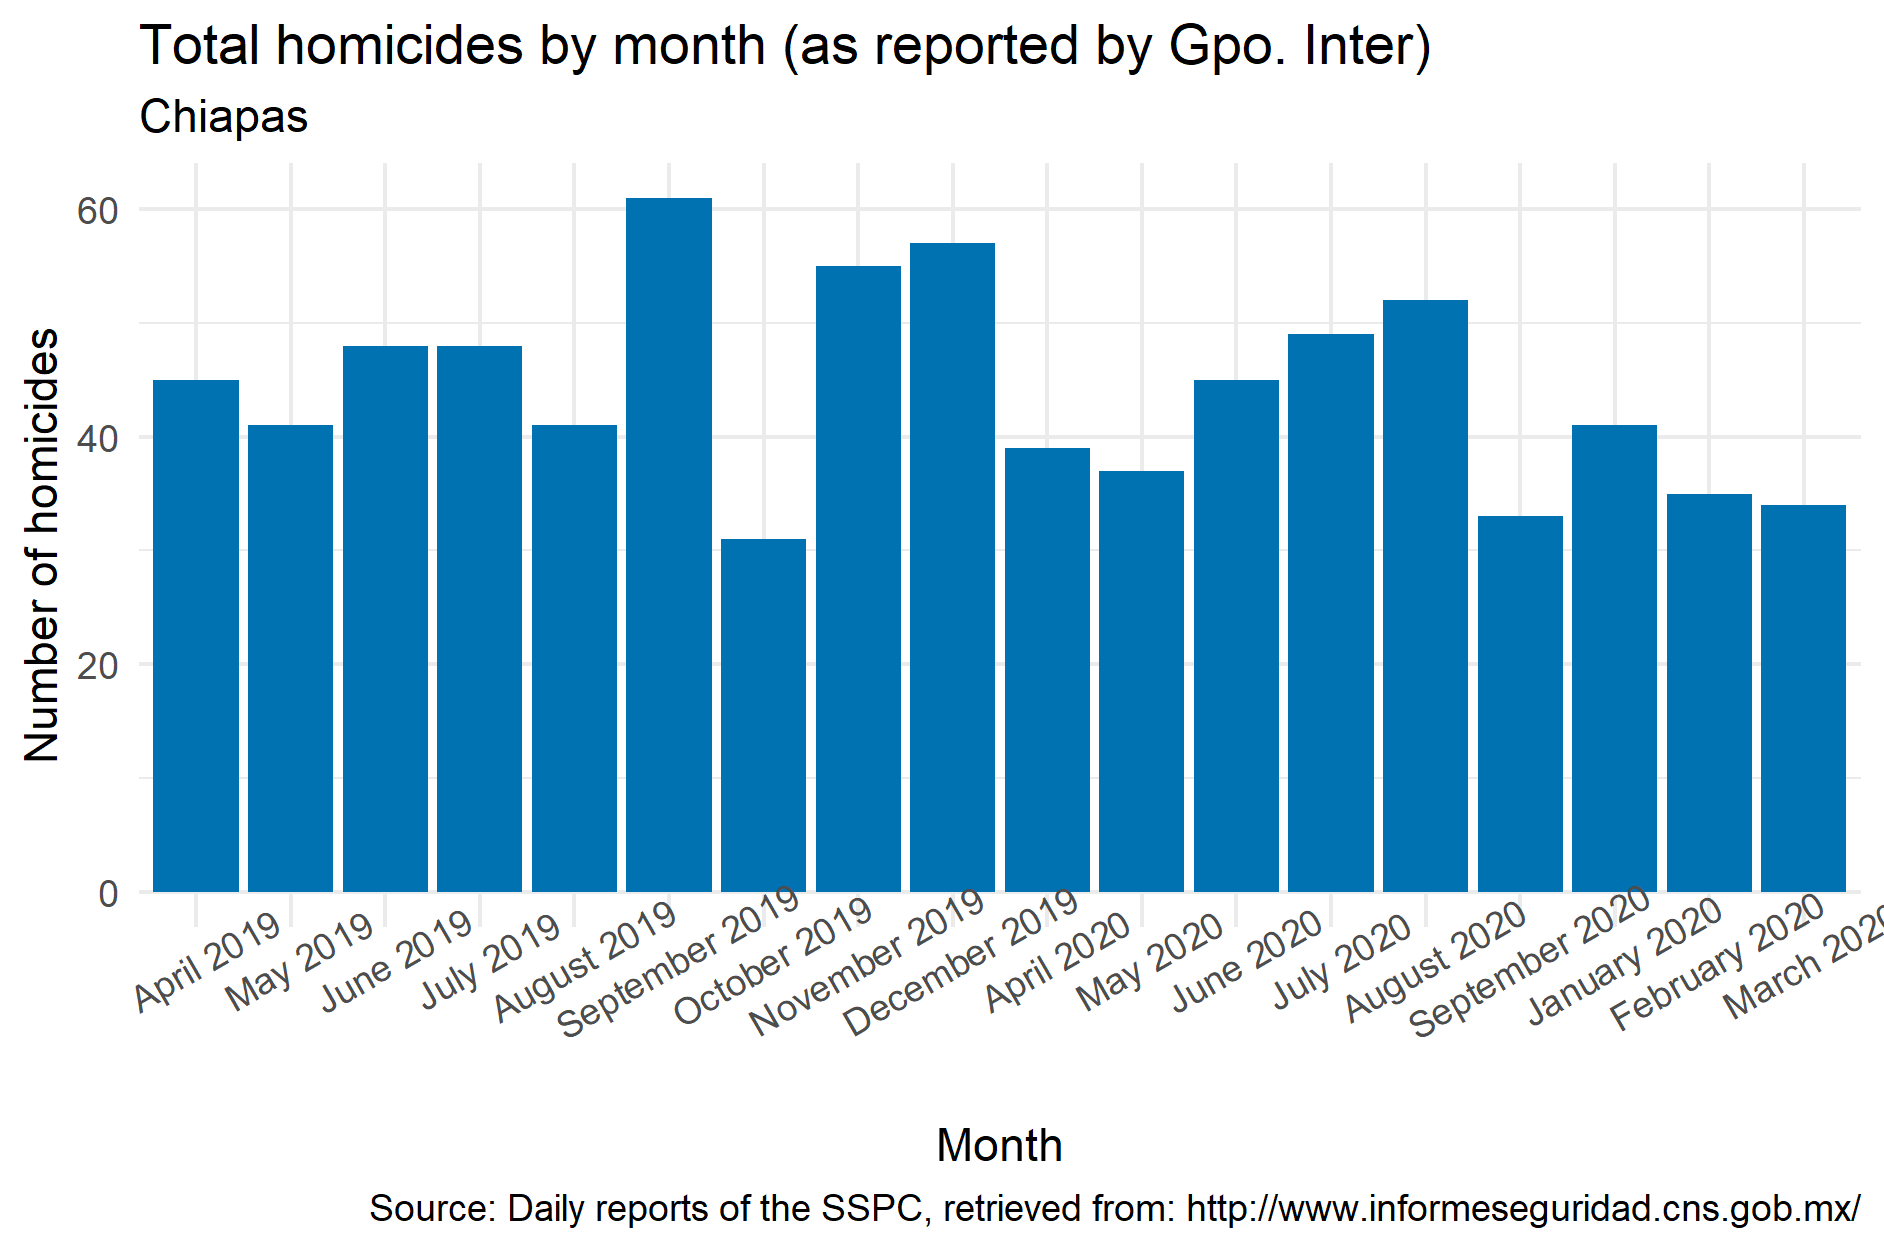 Total homicides by month (as reported by Gpo. Inter)
Chiapas
Number of homicides
60
40
20
0
April 2019
May 2019
June 2019
July 2019
August 2019
September 2019
October 2019
November 2019
December 2019
April 2020
May 2020
June 2020
July 2020
August 2020
September 2020
January 2020
February 2020
March 2020
Month
Source: Daily reports of the SSPC, retrieved from: http://www.informeseguridad.cns.gob.mx/